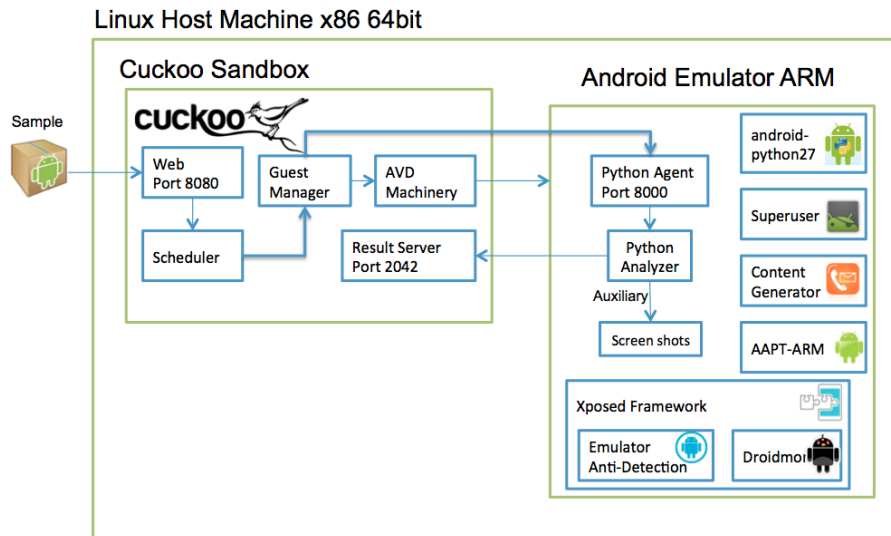 Linux Host Machine x86 64bit
Cuckoo Sandbox
Android Emulator ARM
cuckoo
Sample
Web
Port 8080
Guest
Manager
AVD
Machinery
Scheduler
Result Server
Port 2042
Python Agent
Port 8000
Python
Analyzer
Auxiliary
Screen shots
android-
python27
Superuser
Content
Generator
AAPT-ARM
Xposed Framework
Emulator
Anti-Detection